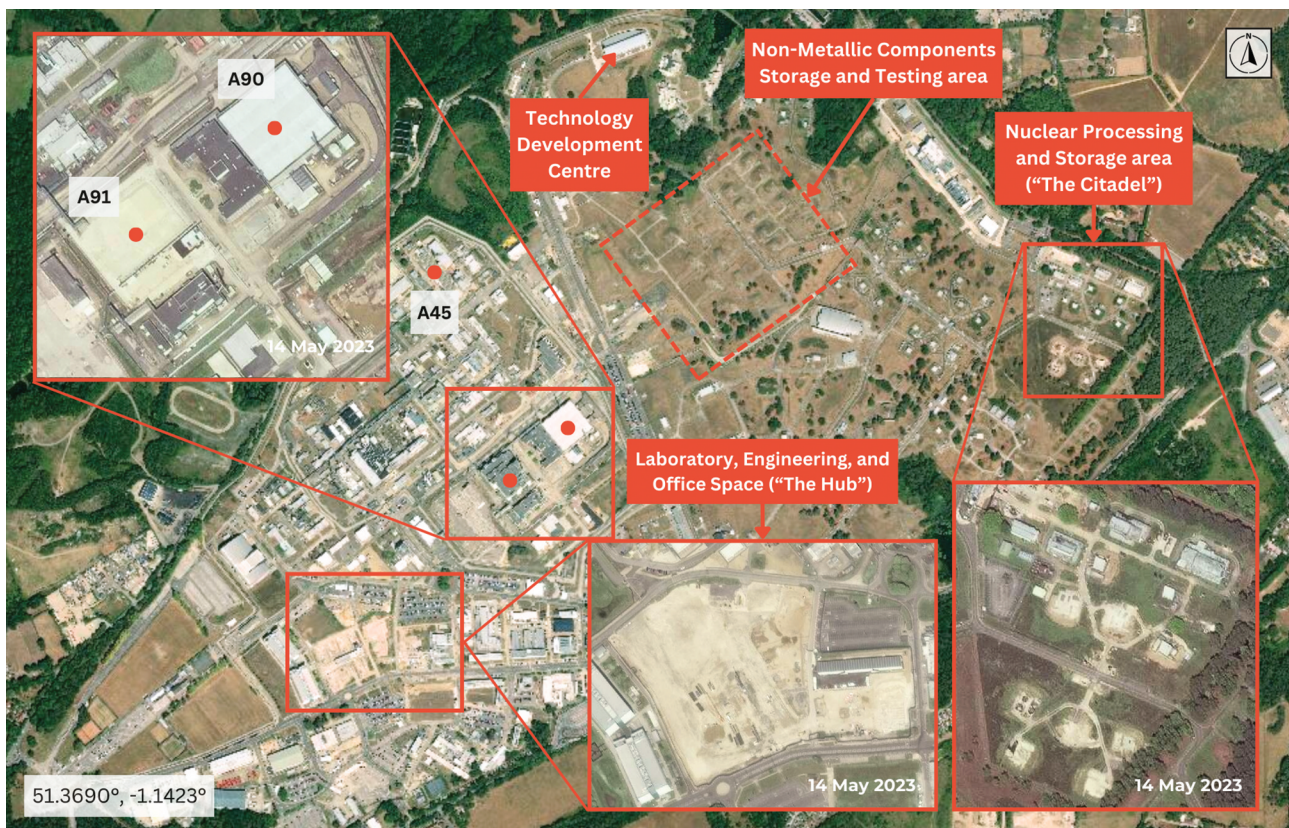 A90
A91
14 May 2023
Technology
Development
Centre
Non-Metallic Components
Storage and Testing area
N
Nuclear Processing
and Storage area
(“The Citadel”)
A45
Laboratory, Engineering, and
Office Space (“The Hub”)
14 May 2023
14 May 2023
51.3690°, -1.1423°